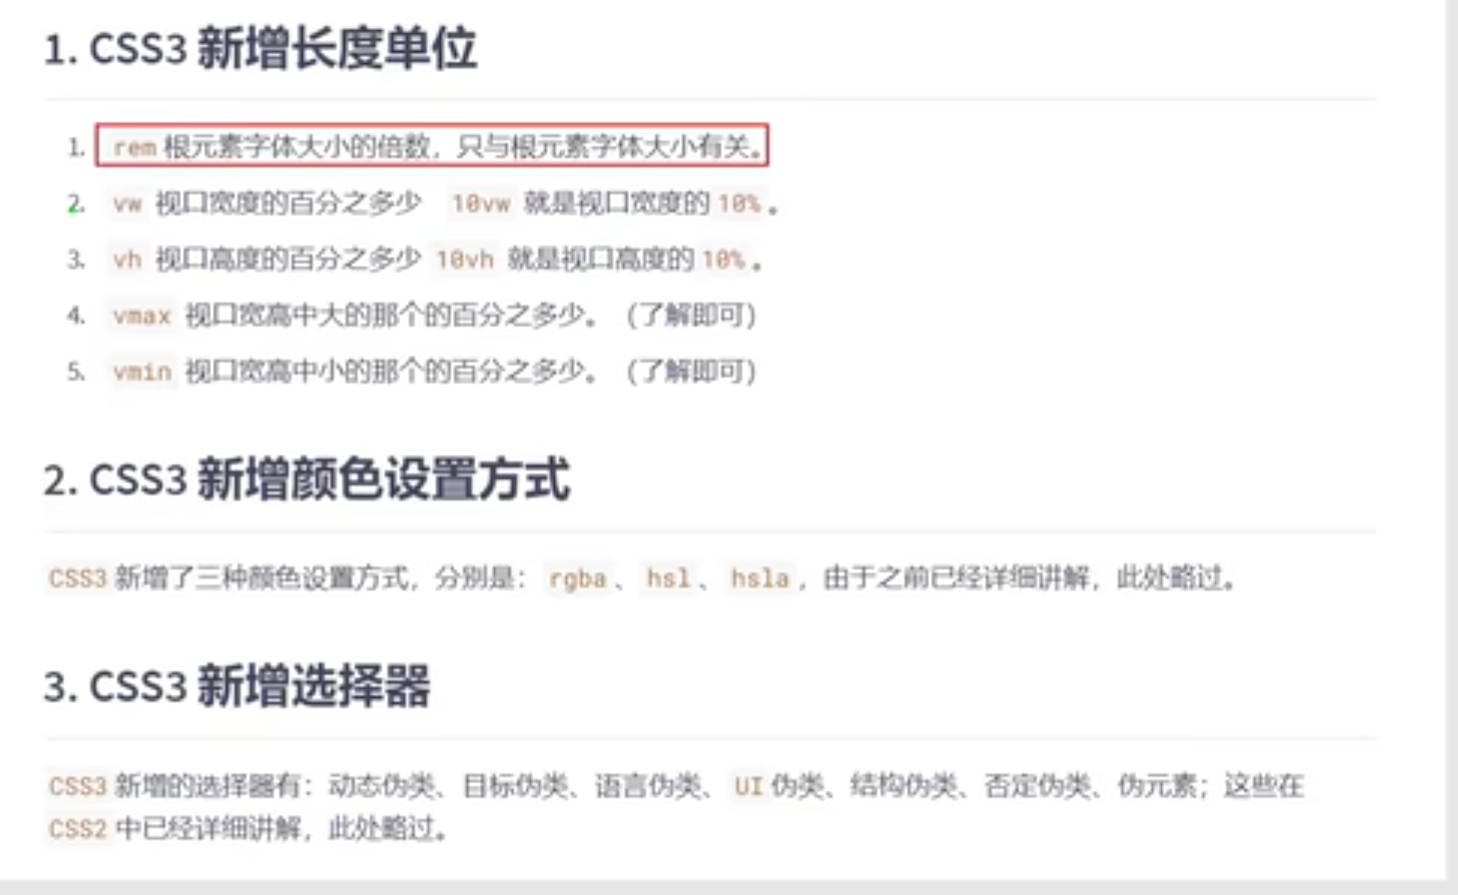 1. CSS3 新增长度单位
1. rem 根元素字体大小的倍数，只与根元素字体大小有关。
2. vw 视口宽度的百分之多少 10vw 就是视口宽度的 10% 。
3. vh 视口高度的百分之多少 10vh 就是视口高度的 10% 。
4. vmax 视口宽高中大的那个的百分之多少。（了解即可）
5. vmin 视口宽高中小的那个的百分之多少。（了解即可）
2. CSS3 新增颜色设置方式
CSS3 新增了三种颜色设置方式，分别是： rgba 、 hsl 、 hsla ，由于之前已经详细讲解，此处略过。
3. CSS3 新增选择器
CSS3 新增的选择器有：动态伪类、目标伪类、语言伪类、 UI 伪类、结构伪类、否定伪类、伪元素；这些在
CSS2 中已经详细讲解，此处略过。